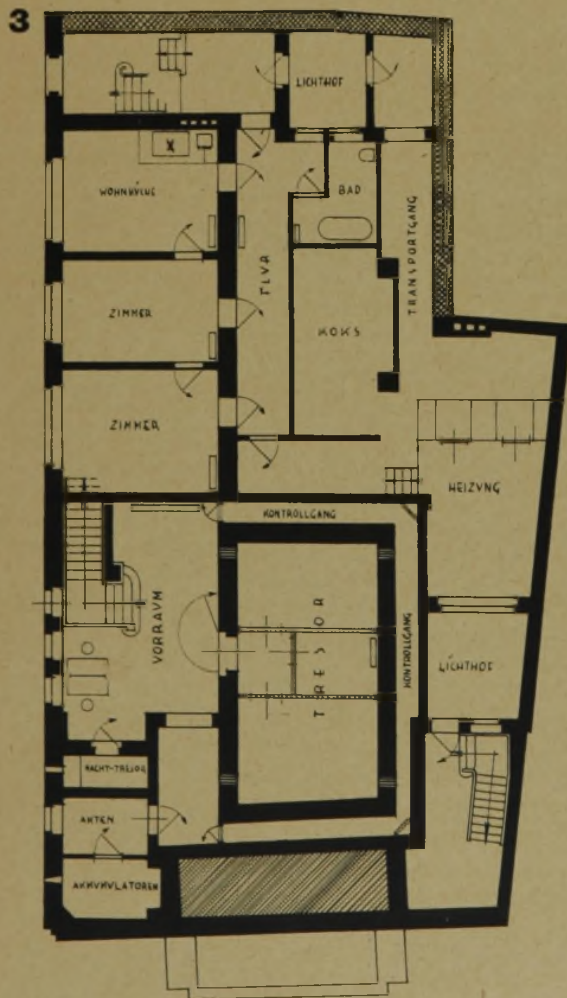 3
LICHTHOF
WOHNKÜCHE
BAD
TRANSPORTGANG
FLUR
ZIMMER
KOKS
ZIMMER
HEIZUNG
KONTROLLGANG
VORRAUM
TRESOR
KONTROLLGANG
LICHTHOF
NACHT-TRESOR
AKTEN
AKKUMULATOREN